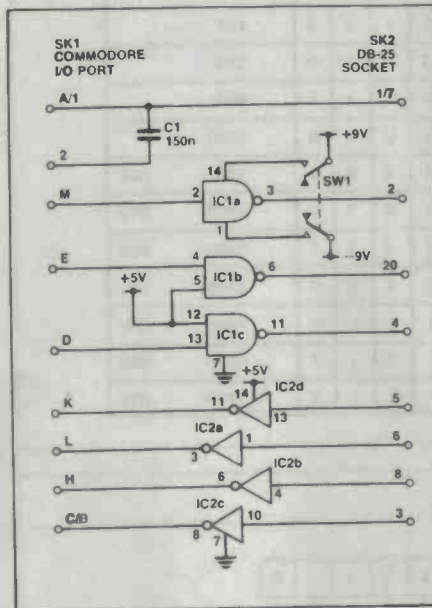 SK1
COMMODORE
I/O PORT
SK2
DB-25
SOCKET
A/1
1/7
C1
150n
+9V
2
14
SW1
M
2
IC1a
3
2
1
-9V
E
4
IC1b
6
20
+5V
5
12
IC1c
11
4
D
13
7
+5V
IC2d
K
11
14
13
5
IC2a
L
3
1
6
IC2b
H
6
4
8
IC2c
C/B
8
10
3
7